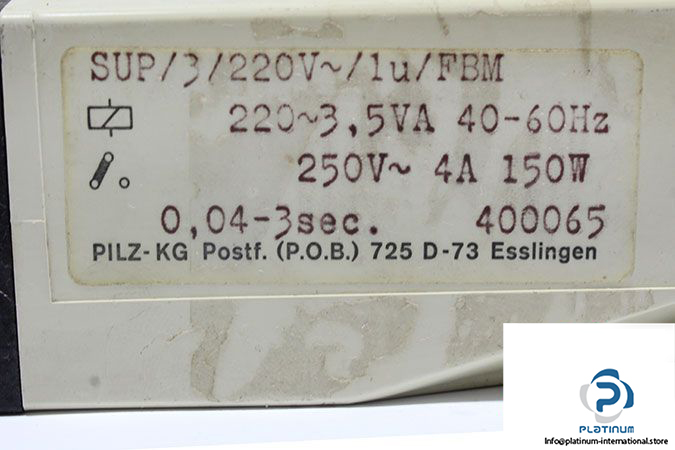 SUP/3/220V~/1u/FBM
220~3,5VA 40-60Hz
250V~ 4A 150W
0,04-3sec. 400065
PILZ-KG Postf. (P.O.B.) 725 D-73 Esslingen
PLATINUM
Info@platinum-international.store